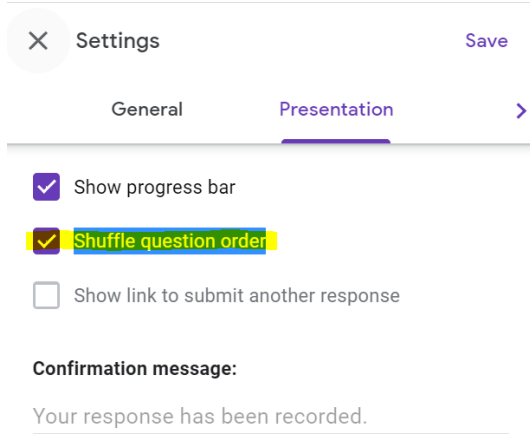 Settings
Save
General
Presentation
Show progress bar
Shuffle question order
Show link to submit another response
Confirmation message:
Your response has been recorded.